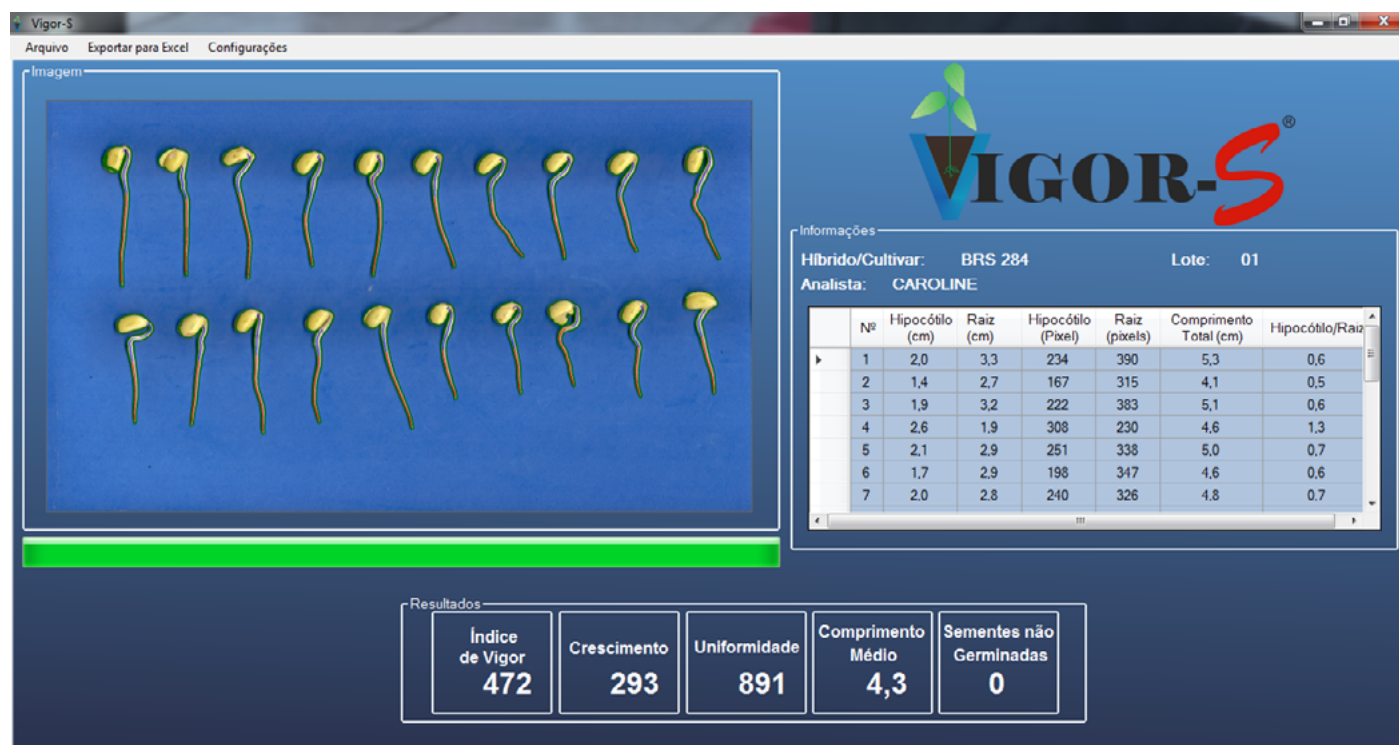 Vigor-S
Arquivo Exportar para Excel Configurações
Imagem
VIGOR-S®
Informações
Híbrido/Cultivar: BRS 284 Lote: 01
Analista: CAROLINE
Nº Hipocótilo (cm) Raiz (cm) Hipocótilo (Pixel) Raiz (pixels) Comprimento Total (cm) Hipocótilo/Raiz
1 2,0 3,3 234 390 5,3 0,6
2 1,4 2,7 167 315 4,1 0,5
3 1,9 3,2 222 383 5,1 0,6
4 2,6 1,9 308 230 4,6 1,3
5 2,1 2,9 251 338 5,0 0,7
6 1,7 2,9 198 347 4,6 0,6
7 2,0 2,8 240 326 4,8 0,7
Resultados
Índice de Vigor
472
Crescimento
293
Uniformidade
891
Comprimento Médio
4,3
Sementes não Germinadas
0